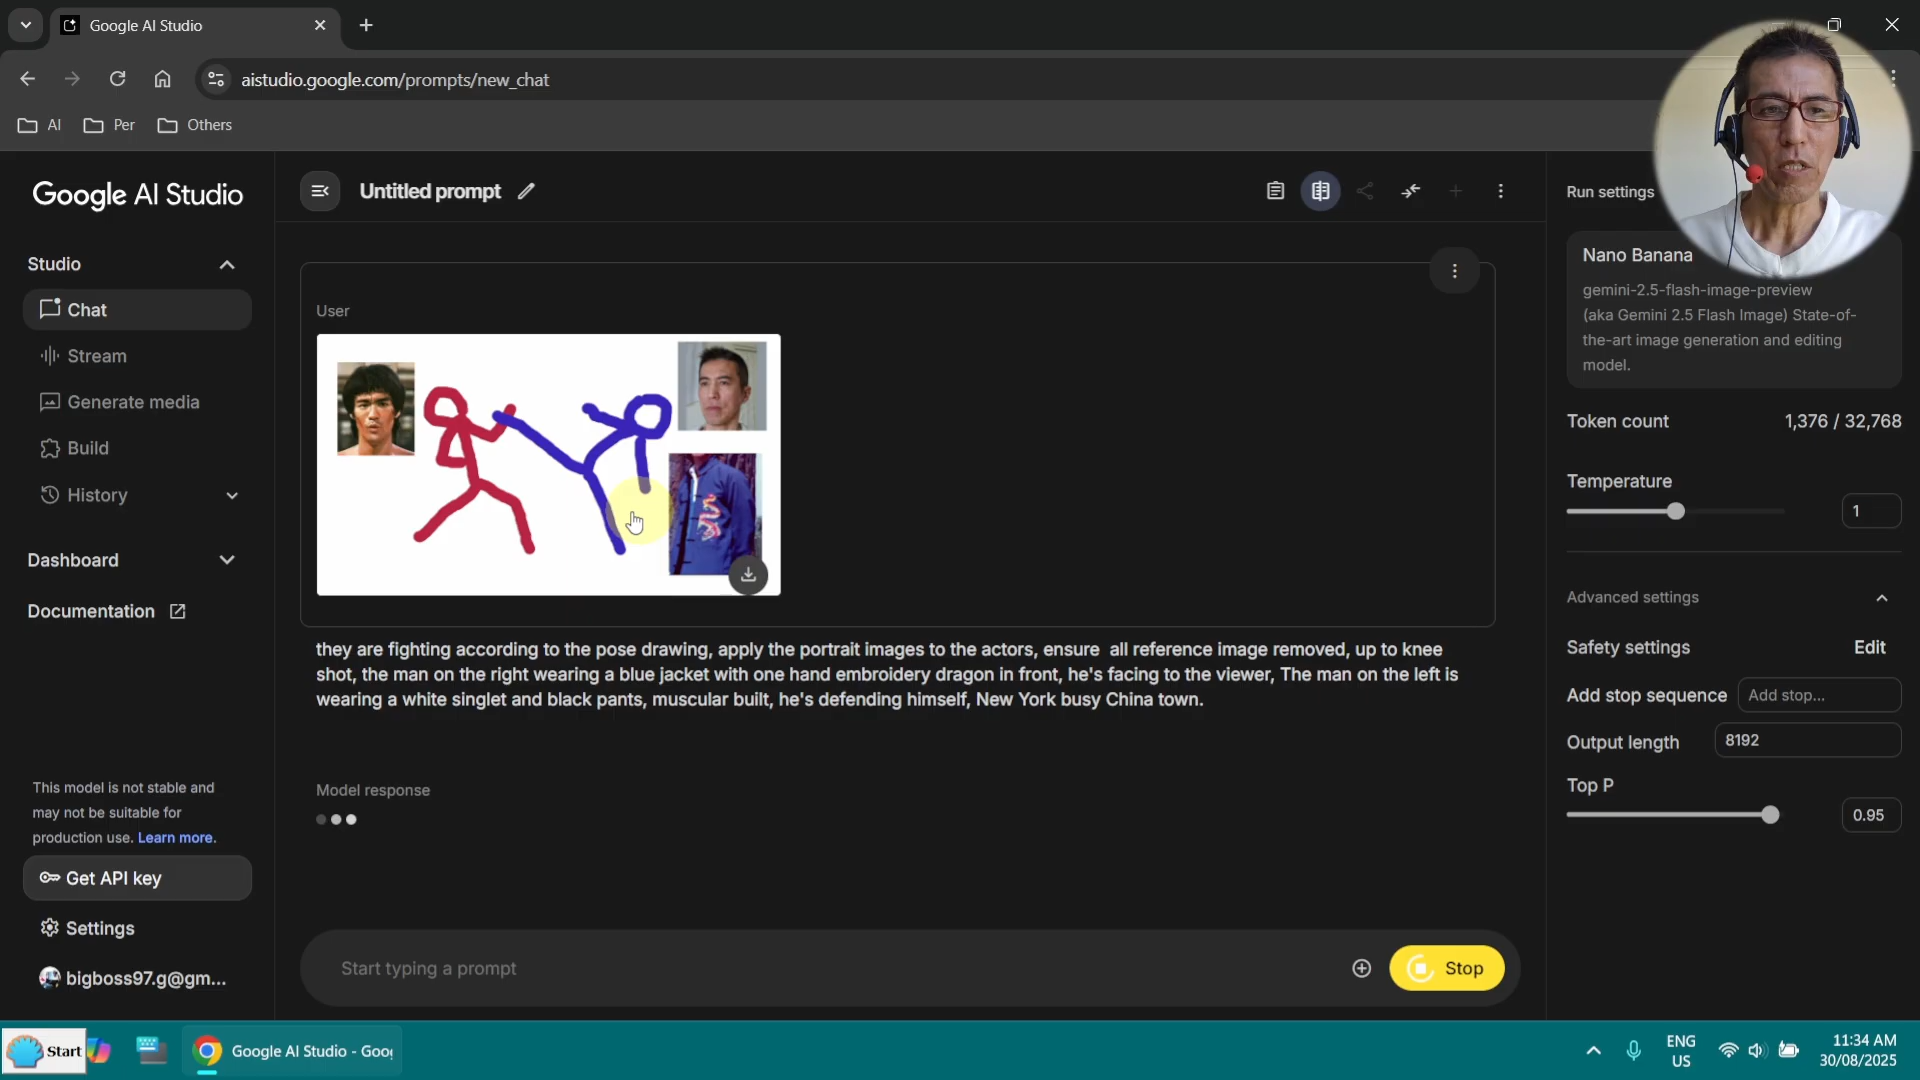 Google AI Studio
aistudio.google.com/prompts/new_chat
AI
Per
Others
Google AI Studio
Untitled prompt
Run settings
Studio
Chat
Stream
Generate media
Build
History
Dashboard
Documentation
User
they are fighting according to the pose drawing, apply the portrait images to the actors, ensure  all reference image removed, up to knee
shot, the man on the right wearing a blue jacket with one hand embroidery dragon in front, he's facing to the viewer, The man on the left is
wearing a white singlet and black pants, muscular built, he's defending himself, New York busy China town.
Model response
Nano Banana
gemini-2.5-flash-image-preview
(aka Gemini 2.5 Flash Image) State-of-
the-art image generation and editing
model.
Token count
1,376 / 32,768
Temperature
1
Advanced settings
Safety settings
Edit
Add stop sequence
Add stop...
Output length
8192
Top P
0.95
This model is not stable and
may not be suitable for
production use. Learn more.
Get API key
Settings
bigboss97.g@gm...
Start typing a prompt
Stop
Start
Google AI Studio - Goog
ENG
US
11:34 AM
30/08/2025